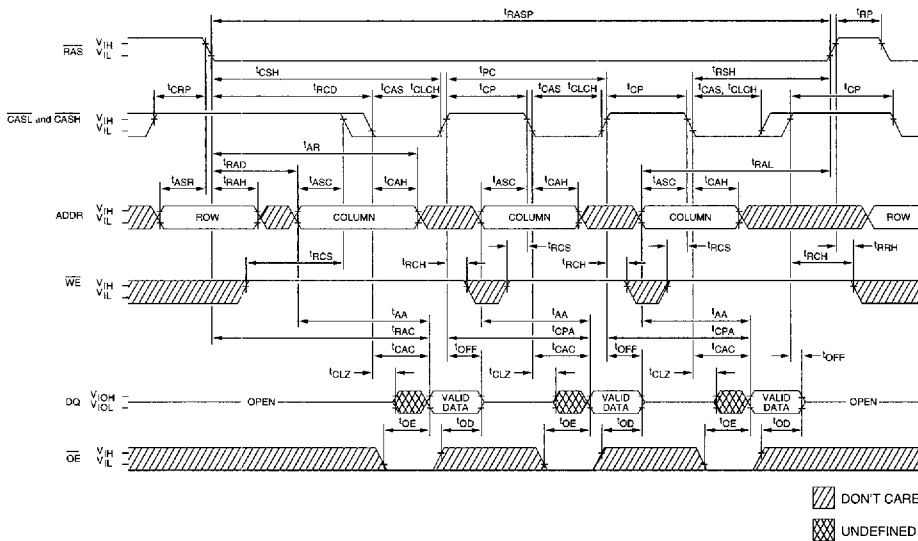 tRASP tRP
RAS VIH
VIL
tCSH tPC tRSH
tCRP tRCD tCAS tCLCH tCP tCAS tCLCH tCP tCAS, tCLCH tCP
CASL and CASH VIH
VIL
tAR
tRAD tRAL
tASR tRAH tASC tCAH tASC tCAH tASC tCAH
ADDR VIH
VIL
ROW COLUMN COLUMN COLUMN ROW
tRCS tRCH tRCS tRCH tRCS tRCH tRRH
WE VIH
VIL
tAA tAA tAA
tRAC tCPA tCPA
tCAC tOFF tCAC tOFF tCAC tOFF
tCLZ tCLZ tCLZ
DQ VIOH
VIOL
OPEN VALID DATA VALID DATA VALID DATA OPEN
tOE tOD tOE tOD tOE tOD
OE VIH
VIL
DON'T CARE
UNDEFINED